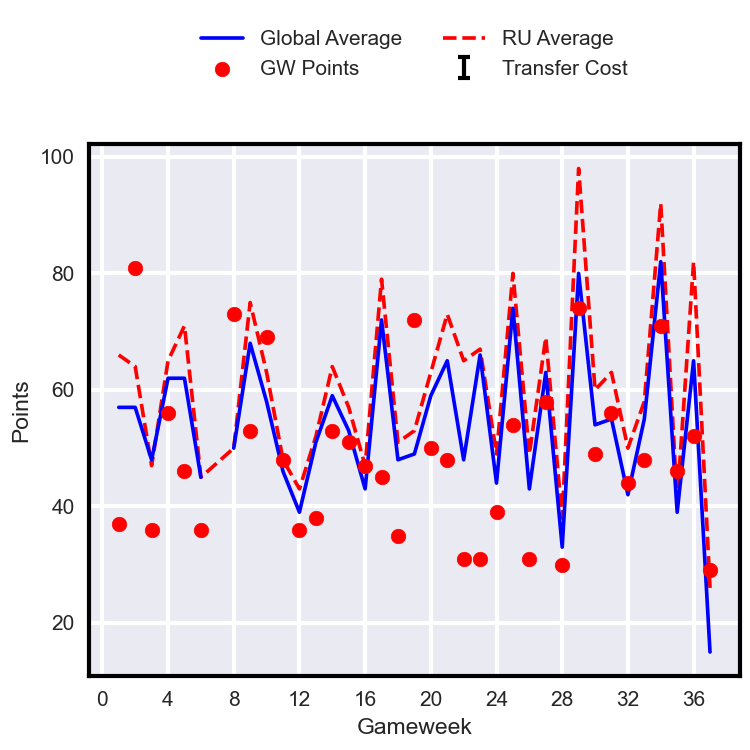 Global Average RU Average
GW Points Transfer Cost
100
80
60
40
20
Points
0 4 8 12 16 20 24 28 32 36
Gameweek